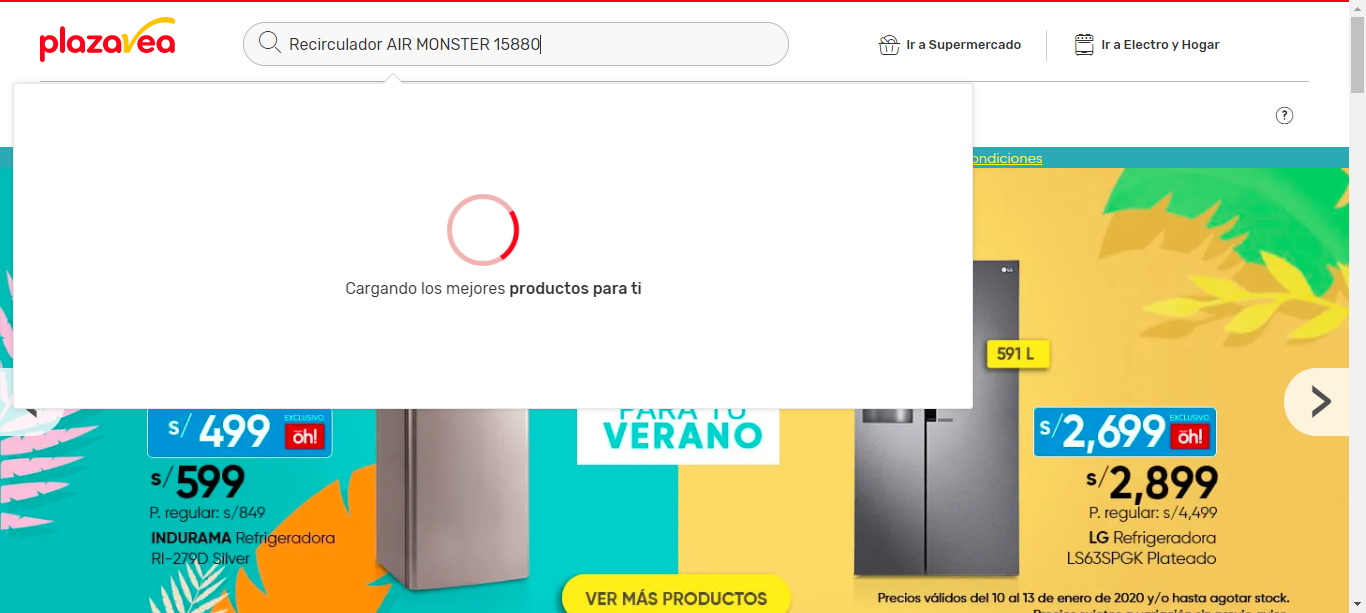 plazavea
Recirculador AIR MONSTER 15880
Ir a Supermercado
Ir a Electro y Hogar
?
ondiciones
Cargando los mejores productos para ti
LG
591 L
PARA TU
VERANO
S/ 499
EXCLUSIVO
oh!
S/ 599
P. regular: s/849
INDURAMA Refrigeradora
RI-279D Silver
S/ 2,699
EXCLUSIVO
oh!
S/ 2,899
P. regular: s/4,499
LG Refrigeradora
LS63SPGK Plateado
VER MÁS PRODUCTOS
Precios válidos del 10 al 13 de enero de 2020 y/o hasta agotar stock.